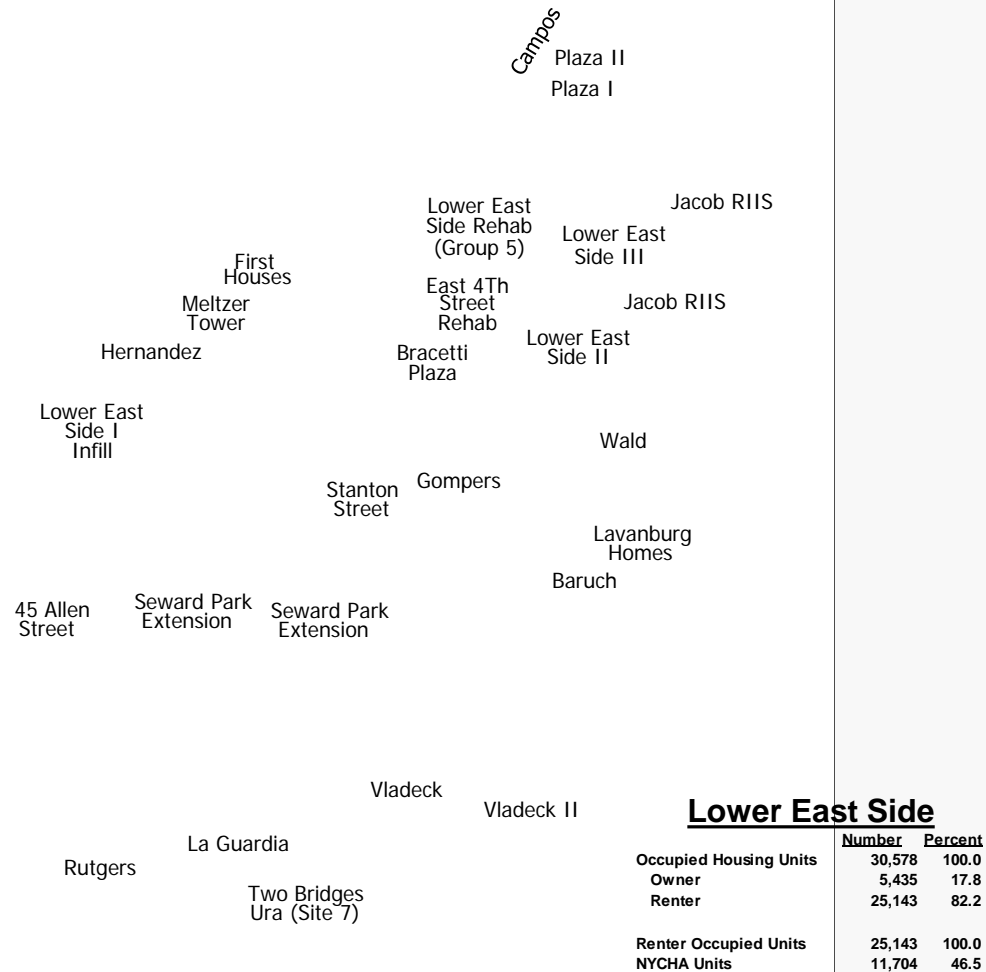 Campos
Plaza II
Plaza I
Jacob RIIS
Lower East
Side Rehab
(Group 5)
Lower East
Side III
First
Houses
East 4Th
Street
Rehab
Jacob RIIS
Meltzer
Tower
Lower East
Side II
Hernandez
Bracetti
Plaza
Lower East
Side I
Infill
Wald
Gompers
Stanton
Street
Lavanburg
Homes
Baruch
45 Allen
Street
Seward Park
Extension
Seward Park
Extension
Vladeck
Vladeck II
La Guardia
Rutgers
Two Bridges
Ura (Site 7)
Lower East Side
Number Percent
Occupied Housing Units 30,578 100.0
Owner 5,435 17.8
Renter 25,143 82.2
Renter Occupied Units 25,143 100.0
NYCHA Units 11,704 46.5